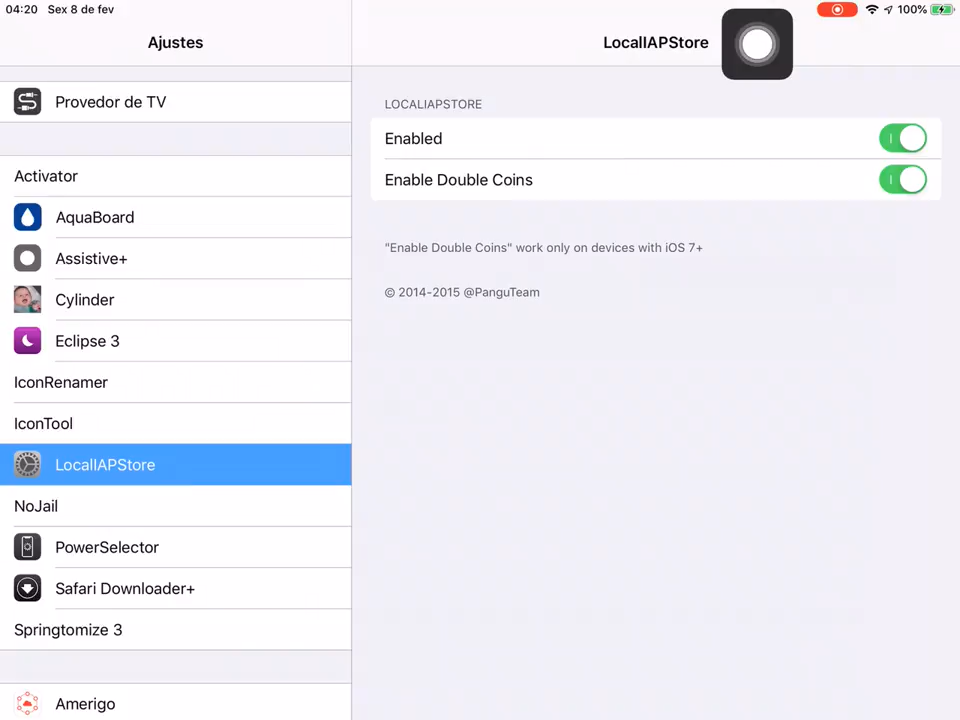 04:20 Sex 8 de fev
100%
Ajustes
LocalIAPStore
Provedor de TV
Activator
AquaBoard
Assistive+
Cylinder
Eclipse 3
IconRenamer
IconTool
LocalIAPStore
NoJail
PowerSelector
Safari Downloader+
Springtomize 3
Amerigo
LOCALIAPSTORE
Enabled
Enable Double Coins
"Enable Double Coins" work only on devices with iOS 7+
© 2014-2015 @PanguTeam